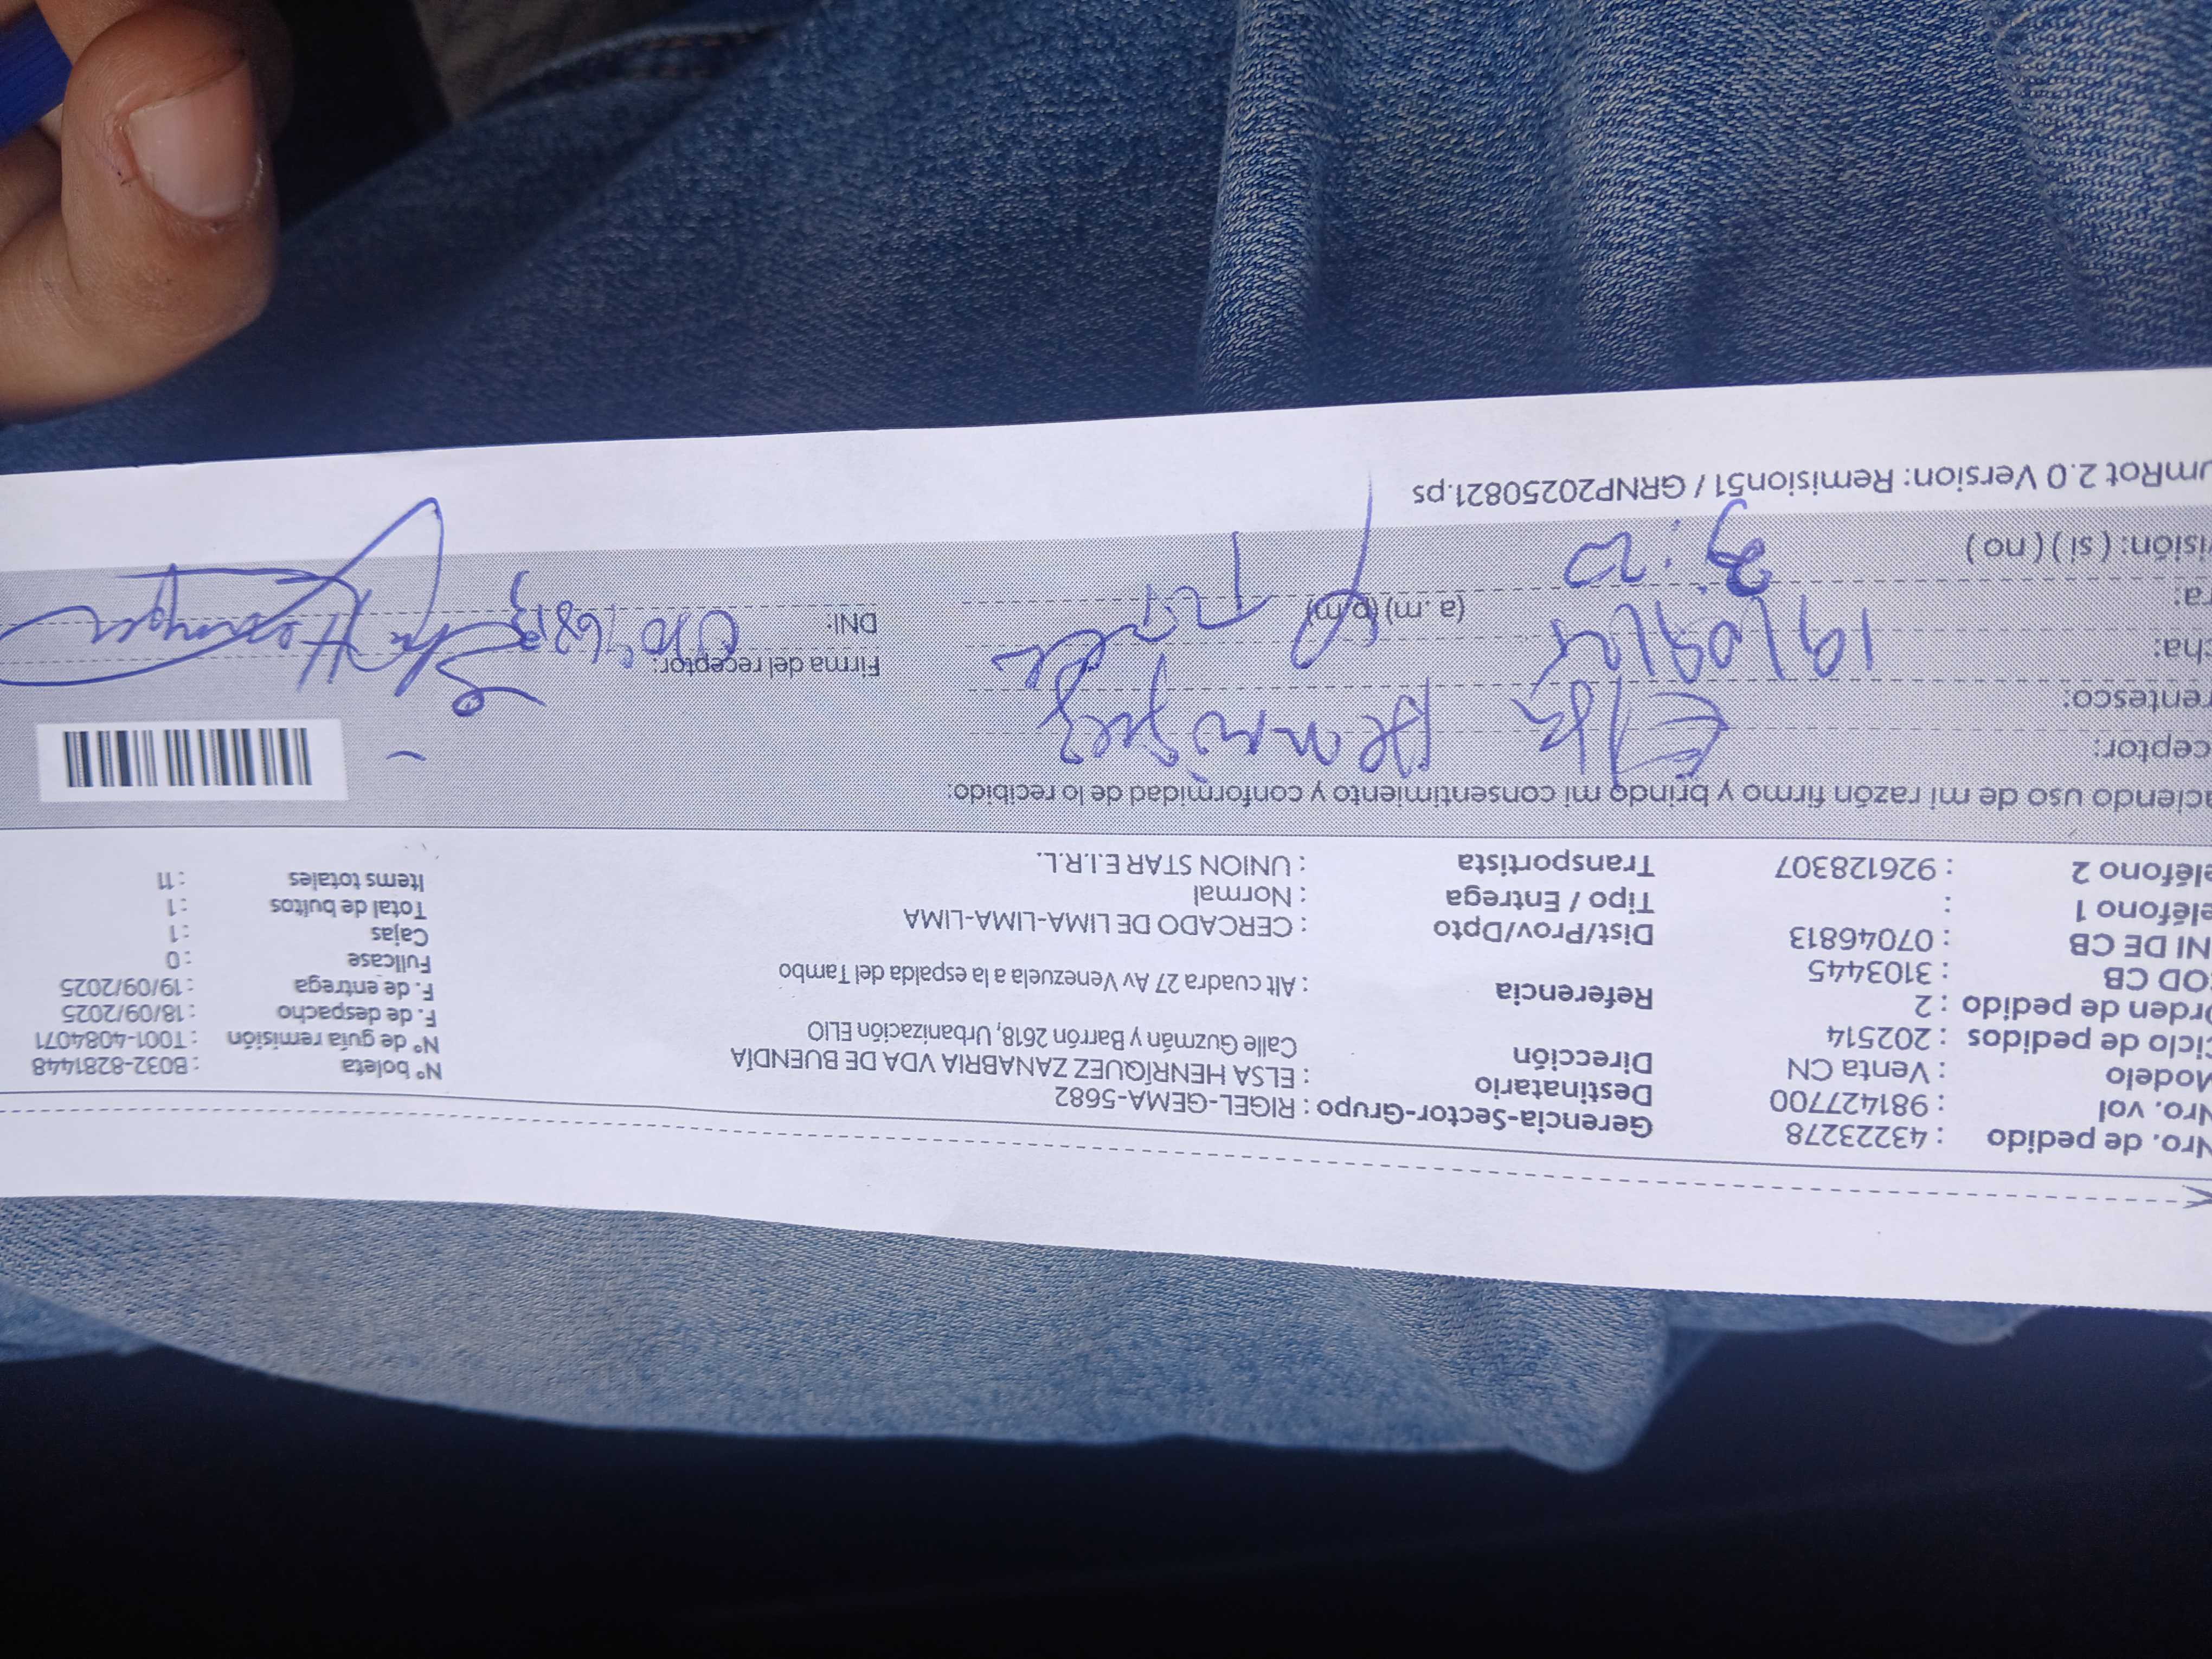 Nro. de pedido : 43223278
Nro. vol : 981427700
Modelo : Venta CN
Ciclo de pedidos : 202514
Orden de pedido : 2
COD CB : 3103445
NI DE CB : 07046813
eléfono 1 :
eléfono 2 : 926128307
Gerencia-Sector-Grupo : RIGEL-GEMA-5682
Destinatario : ELSA HENRÍQUEZ ZANABRIA VDA DE BUENDÍA
Dirección Calle Guzmán y Barrón 2618, Urbanización ELIO
Referencia : Alt cuadra 27 Av Venezuela a la espalda del Tambo
Dist/Prov/Dpto : CERCADO DE LIMA-LIMA-LIMA
Tipo / Entrega : Normal
Transportista : UNION STAR E.I.R.L.
N° boleta : B032-8281448
N° de guía remisión : T001-4084071
F. de despacho : 18/09/2025
F. de entrega : 19/09/2025
Fullcase : 0
Cajas : 1
Total de bultos : 1
Items totales : 11
aciendo uso de mi razón firmo y brindo mi consentimiento y conformidad de lo recibido:
ceptor: Elsa Henriquez
rentesco:
cha: 19/09/
ra: (a. m) (p. m)
isión: ( si ) ( no )
Firma del receptor:
DNI:
umRot 2.0 Version: Remision51 / GRNP20250821.ps